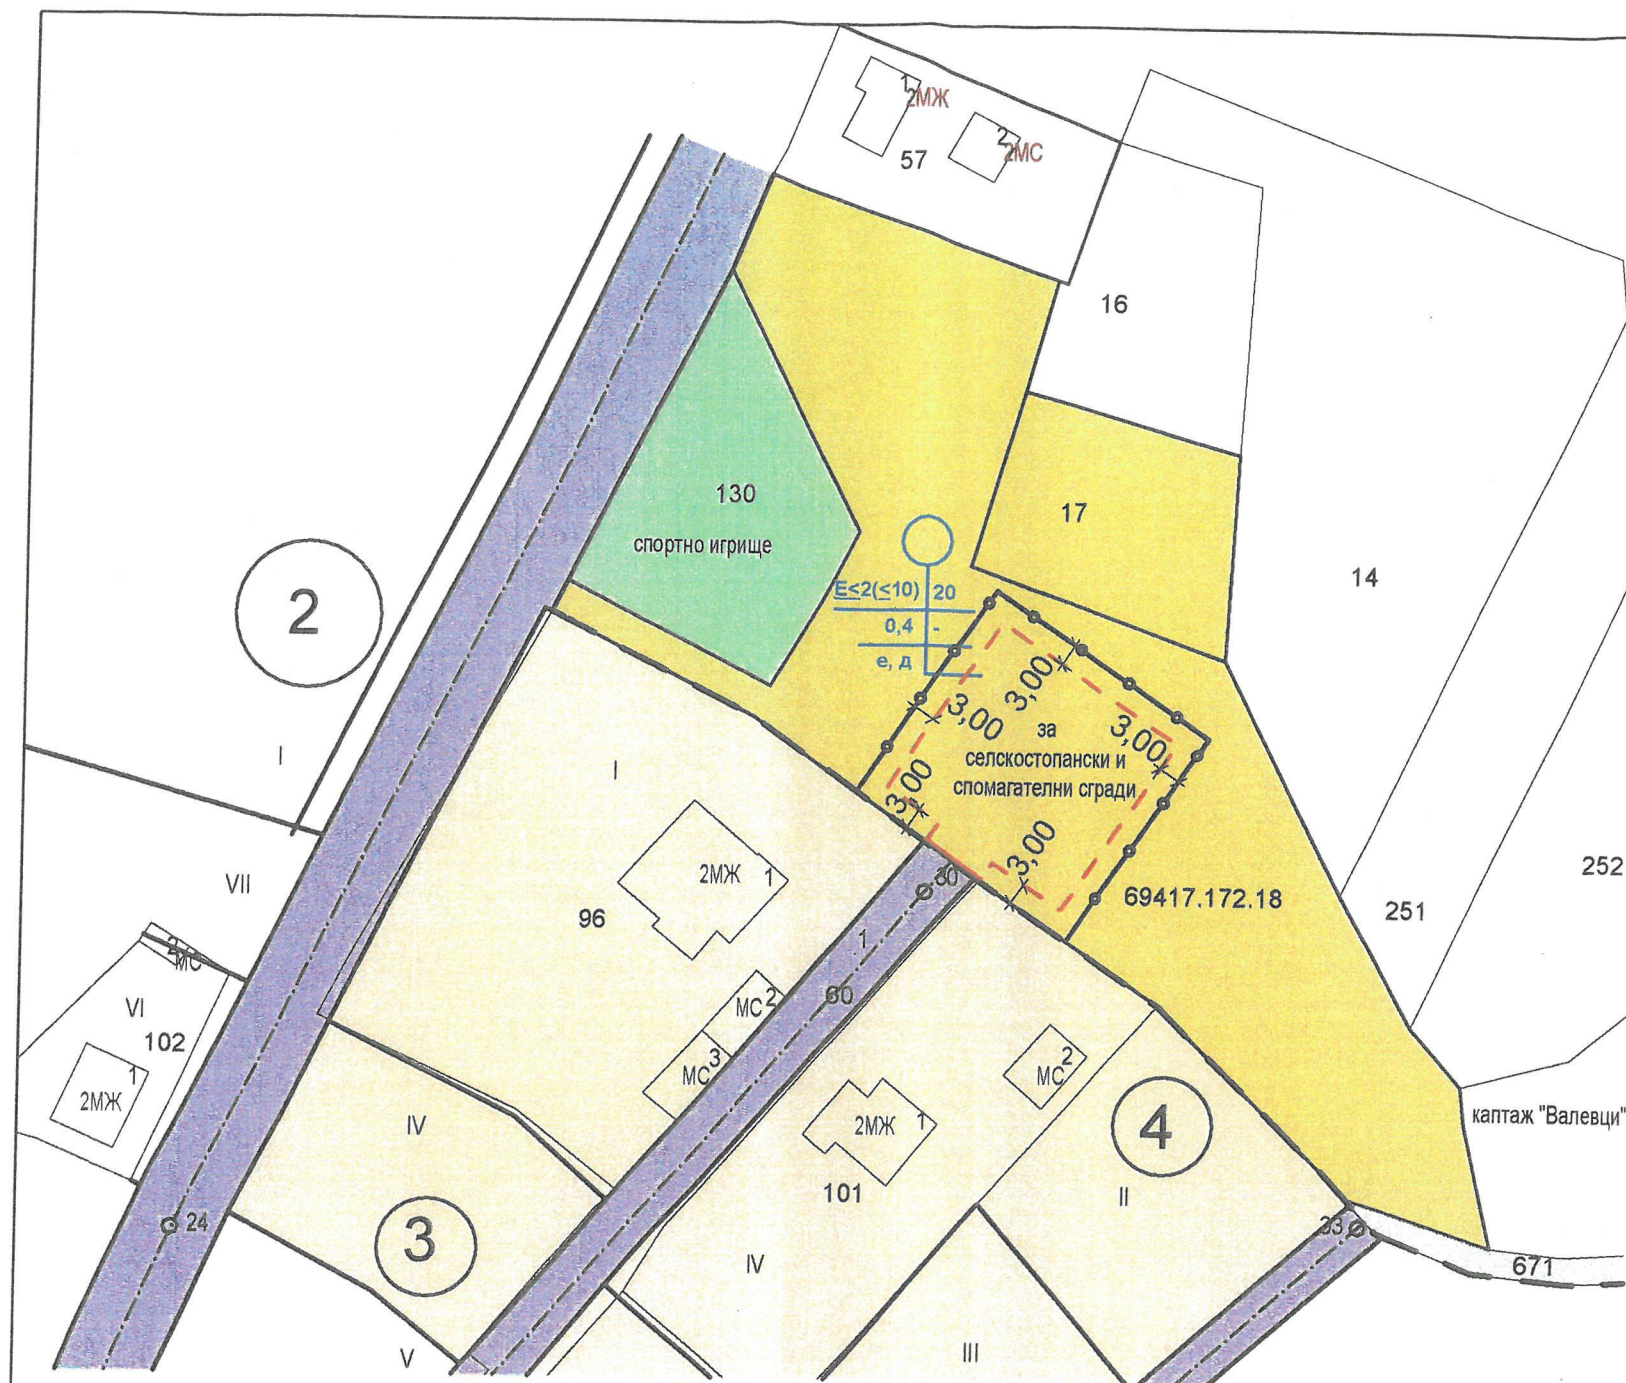 1
2МЖ
2
2МС
57
16
130
спортно игрище
17
14
2
Е≤2(≤10) 20
0,4 -
е, д
3,00
3,00
3,00
3,00
3,00
за
селскостопански и
спомагателни сгради
69417.172.18
I
I
VII
252
251
2МЖ 1
96
30
1
60
2
МС
VI
102
1
2МЖ
МС 2
МС 3
МС 2
2МЖ 1
101
4
каптаж "Валевци"
IV
II
24
3
33
671
IV
V
III